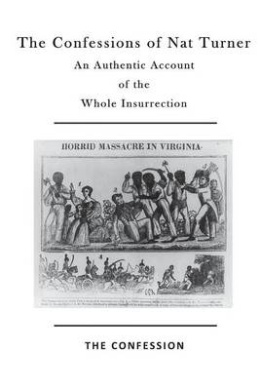 The Confessions of Nat Turner
An Authentic Account
of the
Whole Insurrection
HORRID MASSACRE IN VIRGINIA.
THE CONFESSION